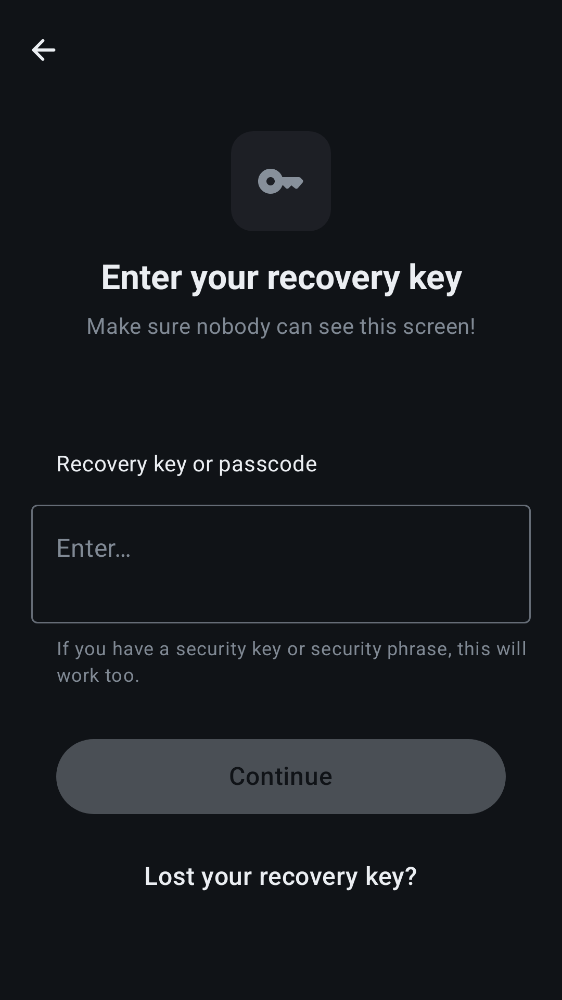 Enter your recovery key
Make sure nobody can see this screen!
Recovery key or passcode
Enter…
If you have a security key or security phrase, this will
work too.
Continue
Lost your recovery key?